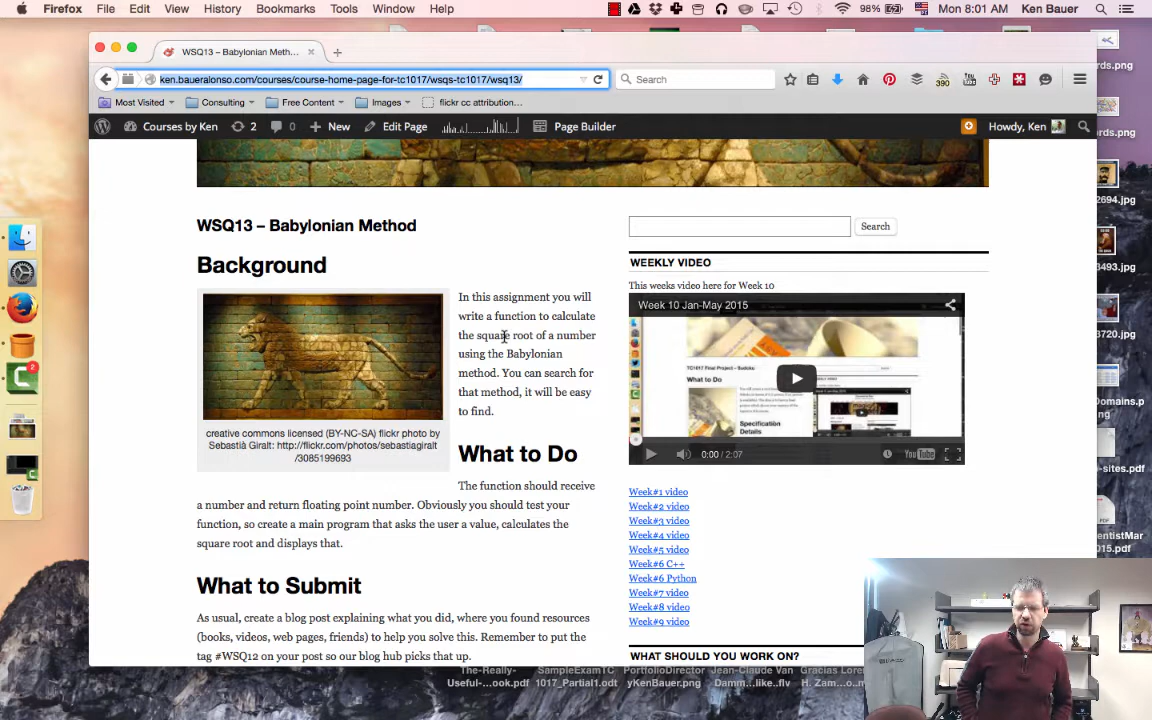 Firefox File Edit View History Bookmarks Tools Window Help 98% Mon 8:01 AM Ken Bauer
WSQ13 – Babylonian Meth...
ken.baueralonso.com/courses/course-home-page-for-tc1017/wsqs-tc1017/wsq13/
Search
390
Most Visited Consulting Free Content Images flickr cc attribution...
Courses by Ken 2 0 New Edit Page Page Builder Howdy, Ken
WSQ13 – Babylonian Method
Background
In this assignment you will
write a function to calculate
the square root of a number
using the Babylonian
method. You can search for
that method, it will be easy
to find.
creative commons licensed (BY-NC-SA) flickr photo by
Sebastià Giralt: http://flickr.com/photos/sebastiagiralt
/3085199693
What to Do
The function should receive
a number and return floating point number. Obviously you should test your
function, so create a main program that asks the user a value, calculates the
square root and displays that.
What to Submit
As usual, create a blog post explaining what you did, where you found resources
(books, videos, web pages, friends) to help you solve this. Remember to put the
tag #WSQ12 on your post so our blog hub picks that up.
Search
WEEKLY VIDEO
This weeks video here for Week 10
Week 10 Jan-May 2015
TC1017 Final Project – Sudoku
What to Do
Specification
Details
0:00 / 2:07
YouTube
Week#1 video
Week#2 video
Week#3 video
Week#4 video
Week#5 video
Week#6 C++
Week#6 Python
Week#7 video
Week#8 video
Week#9 video
WHAT SHOULD YOU WORK ON?
rds.png
rds.png
2694.jpg
3493.jpg
3720.jpg
Domains.p
ng
n-sites.pdf
PDF
entistMar
015.pdf
2
The-Really-
Useful-...ook.pdf
SampleExamTC
1017_Partial1.odt
PortfolioDirector
yKenBauer.png
Jean-Claude Van
Damm...like..flv
Gracias Loren
H. Zam...o..m